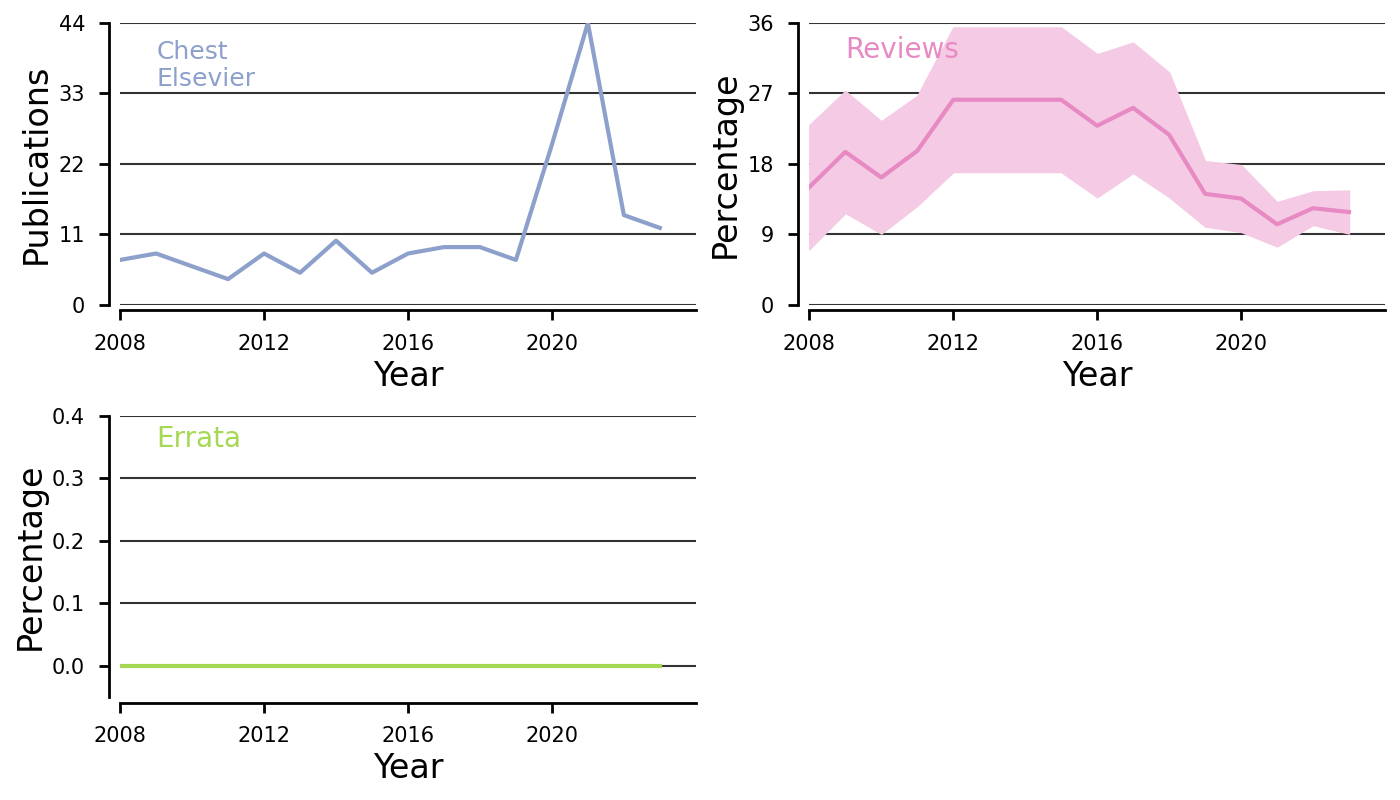 Publications
44
33
22
11
0
Chest
Elsevier
2008 2012 2016 2020
Year
Percentage
36
27
18
9
0
Reviews
2008 2012 2016 2020
Year
Percentage
0.4
0.3
0.2
0.1
0.0
Errata
2008 2012 2016 2020
Year